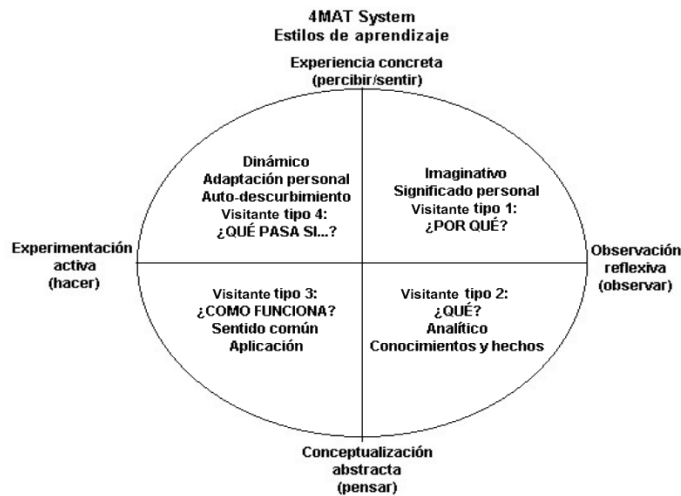 4MAT System
Estilos de aprendizaje
Experiencia concreta
(percibir/sentir)
Dinámico
Adaptación personal
Auto-descurbimiento
Visitante tipo 4:
¿QUÉ PASA SI...?
Imaginativo
Significado personal
Visitante tipo 1:
¿POR QUÉ?
Experimentación
activa
(hacer)
Observación
reflexiva
(observar)
Visitante tipo 3:
¿COMO FUNCIONA?
Sentido común
Aplicación
Visitante tipo 2:
¿QUÉ?
Analítico
Conocimientos y hechos
Conceptualización
abstracta
(pensar)